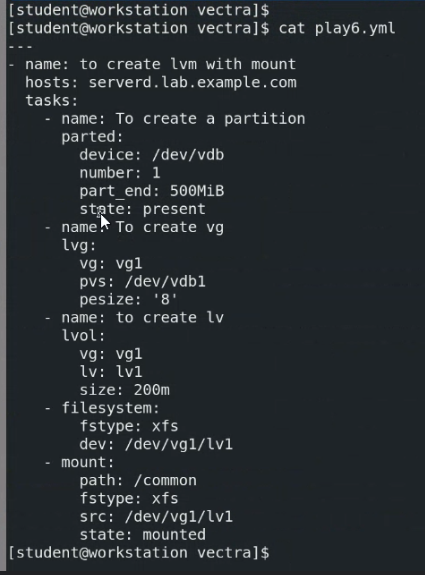 [student@workstation vectra]$
[student@workstation vectra]$ cat play6.yml
---
- name: to create lvm with mount
  hosts: serverd.lab.example.com
  tasks:
    - name: To create a partition
      parted:
        device: /dev/vdb
        number: 1
        part_end: 500MiB
        state: present
    - name: To create vg
      lvg:
        vg: vg1
        pvs: /dev/vdb1
        pesize: '8'
    - name: to create lv
      lvol:
        vg: vg1
        lv: lv1
        size: 200m
    - filesystem:
        fstype: xfs
        dev: /dev/vg1/lv1
    - mount:
        path: /common
        fstype: xfs
        src: /dev/vg1/lv1
        state: mounted
[student@workstation vectra]$